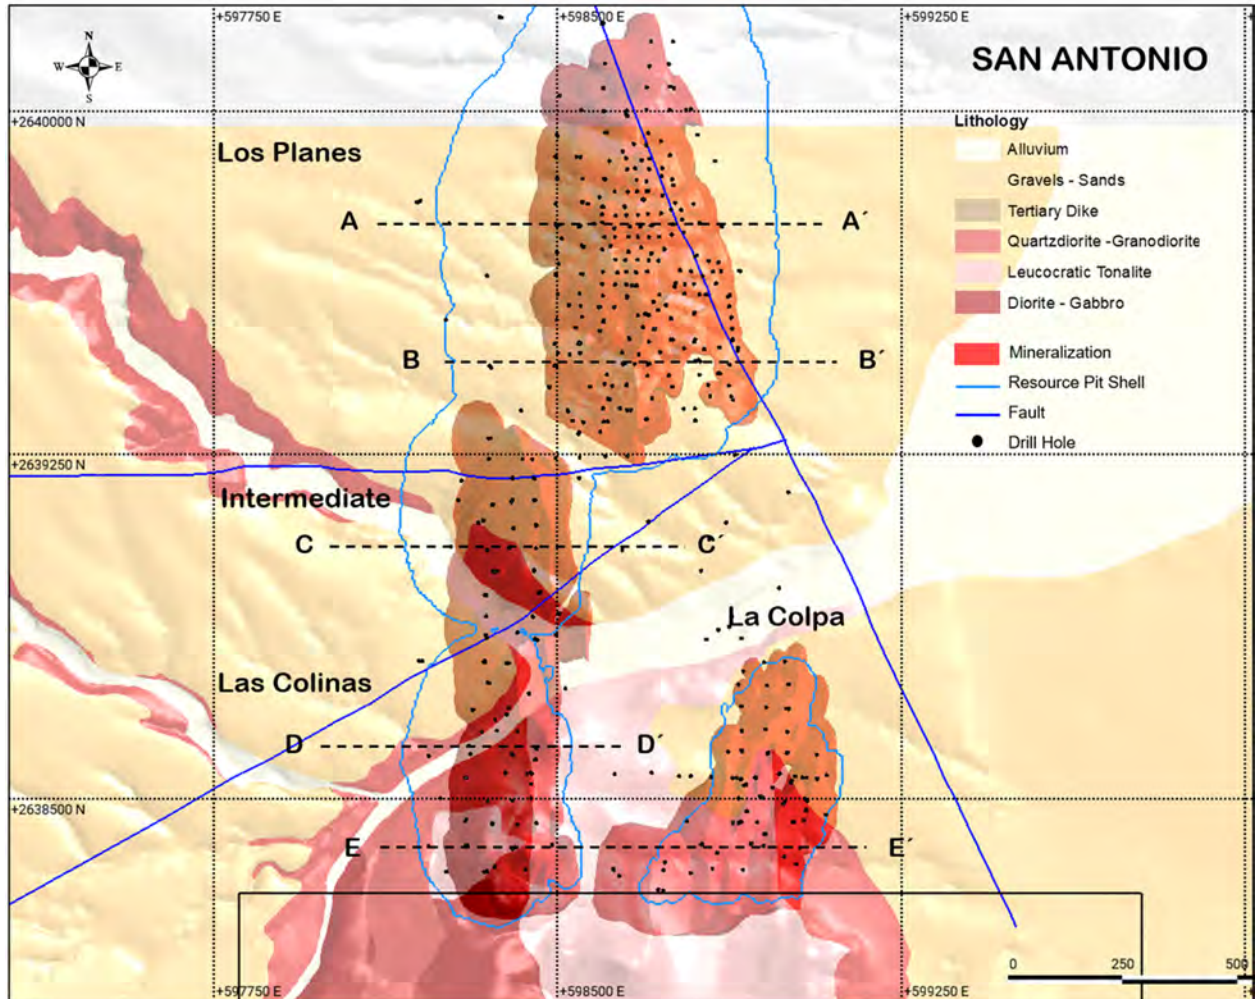 +597750 E
+598500 E
+599250 E
N
W E
S
SAN ANTONIO
+2640000 N
Lithology
Alluvium
Gravels - Sands
Tertiary Dike
Quartzdiorite -Granodiorite
Leucocratic Tonalite
Diorite - Gabbro
Mineralization
Resource Pit Shell
Fault
Drill Hole
Los Planes
A A´
B B´
+2639250 N
Intermediate
C C´
La Colpa
Las Colinas
D D´
+2638500 N
E E´
0 250 500
+597750 E
+598500 E
+599250 E